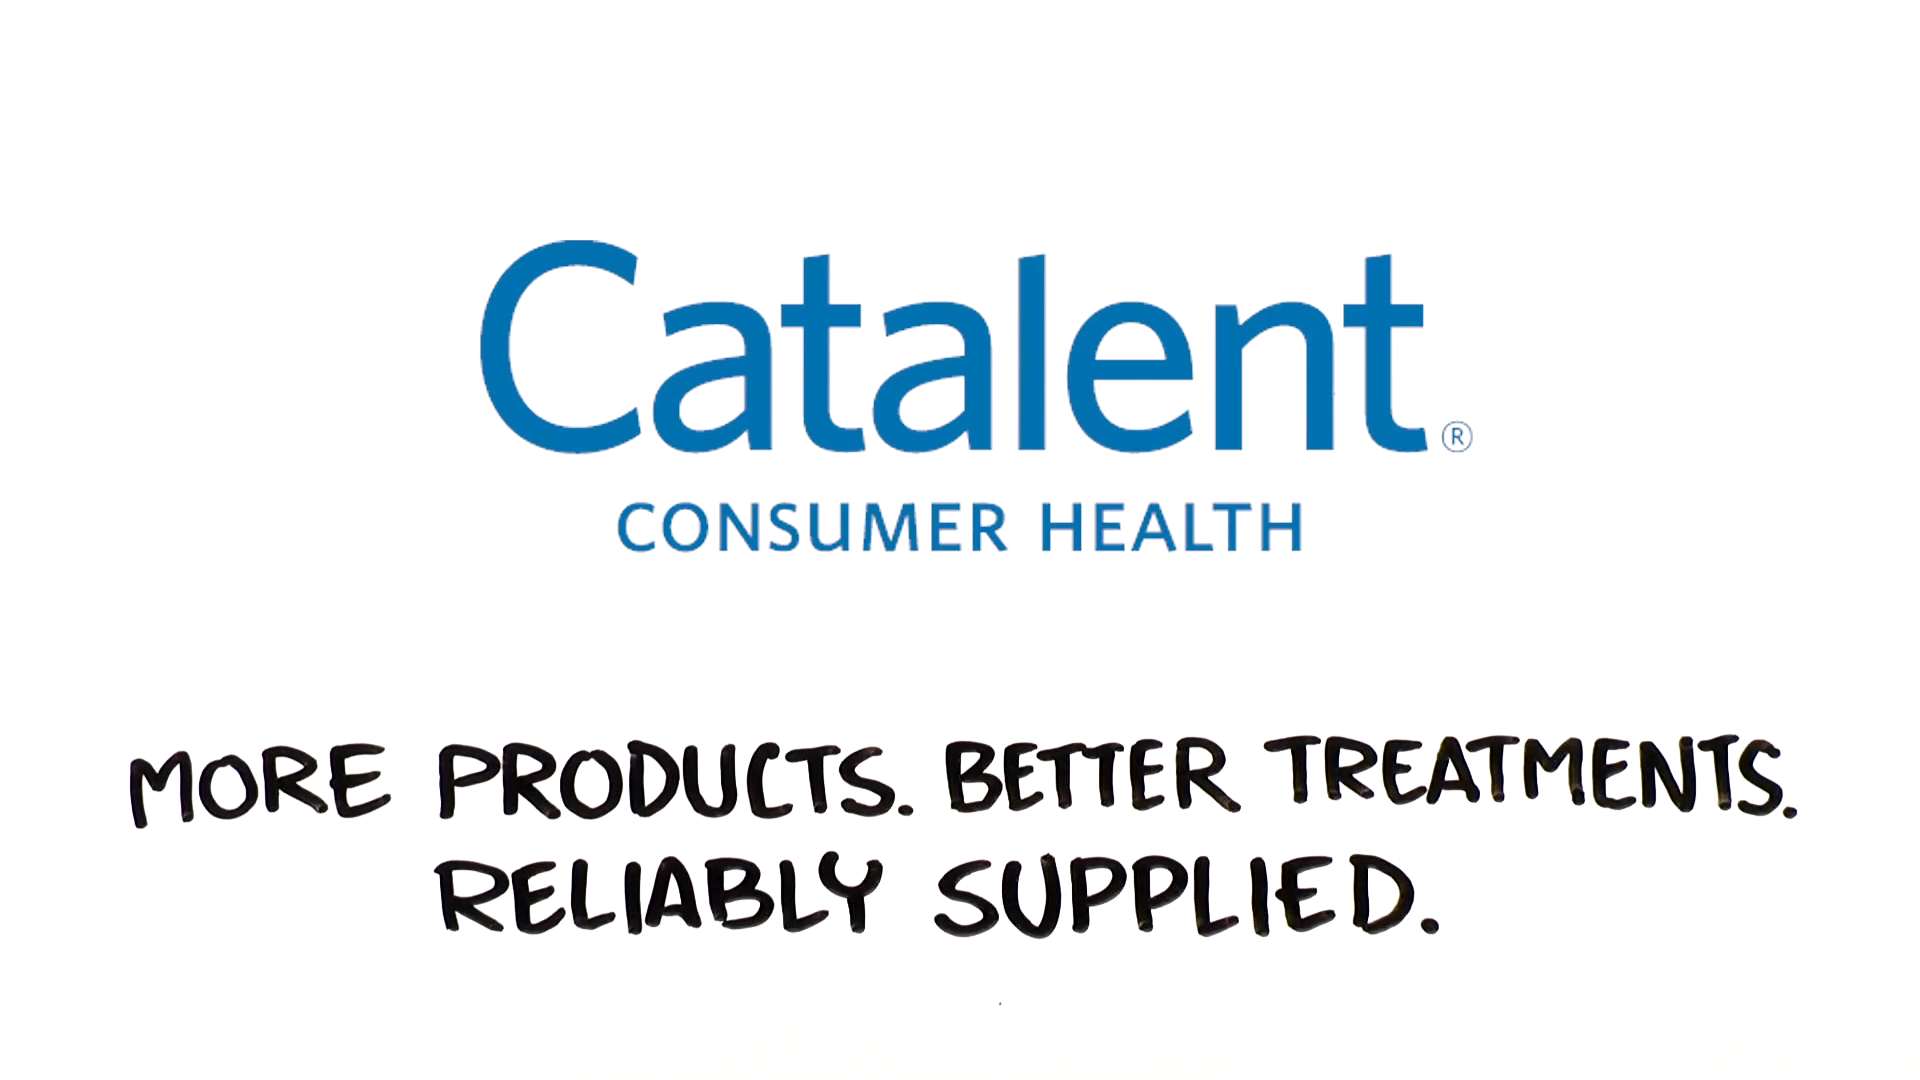 Catalent®
CONSUMER HEALTH
MORE PRODUCTS. BETTER TREATMENTS.
RELIABLY SUPPLIED.